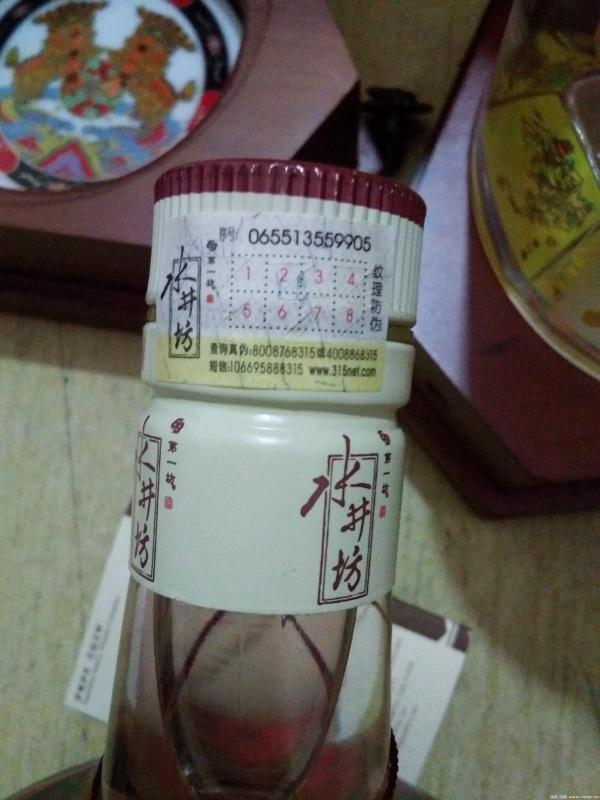 序号: 065513559905
水井坊
第一坊
1 2 3 4
5 6 7 8
纹理防伪
查询真伪:8008768315或4008868315
短信:106695888315 www.315net.com
水井坊
第一坊
水井坊
第一坊